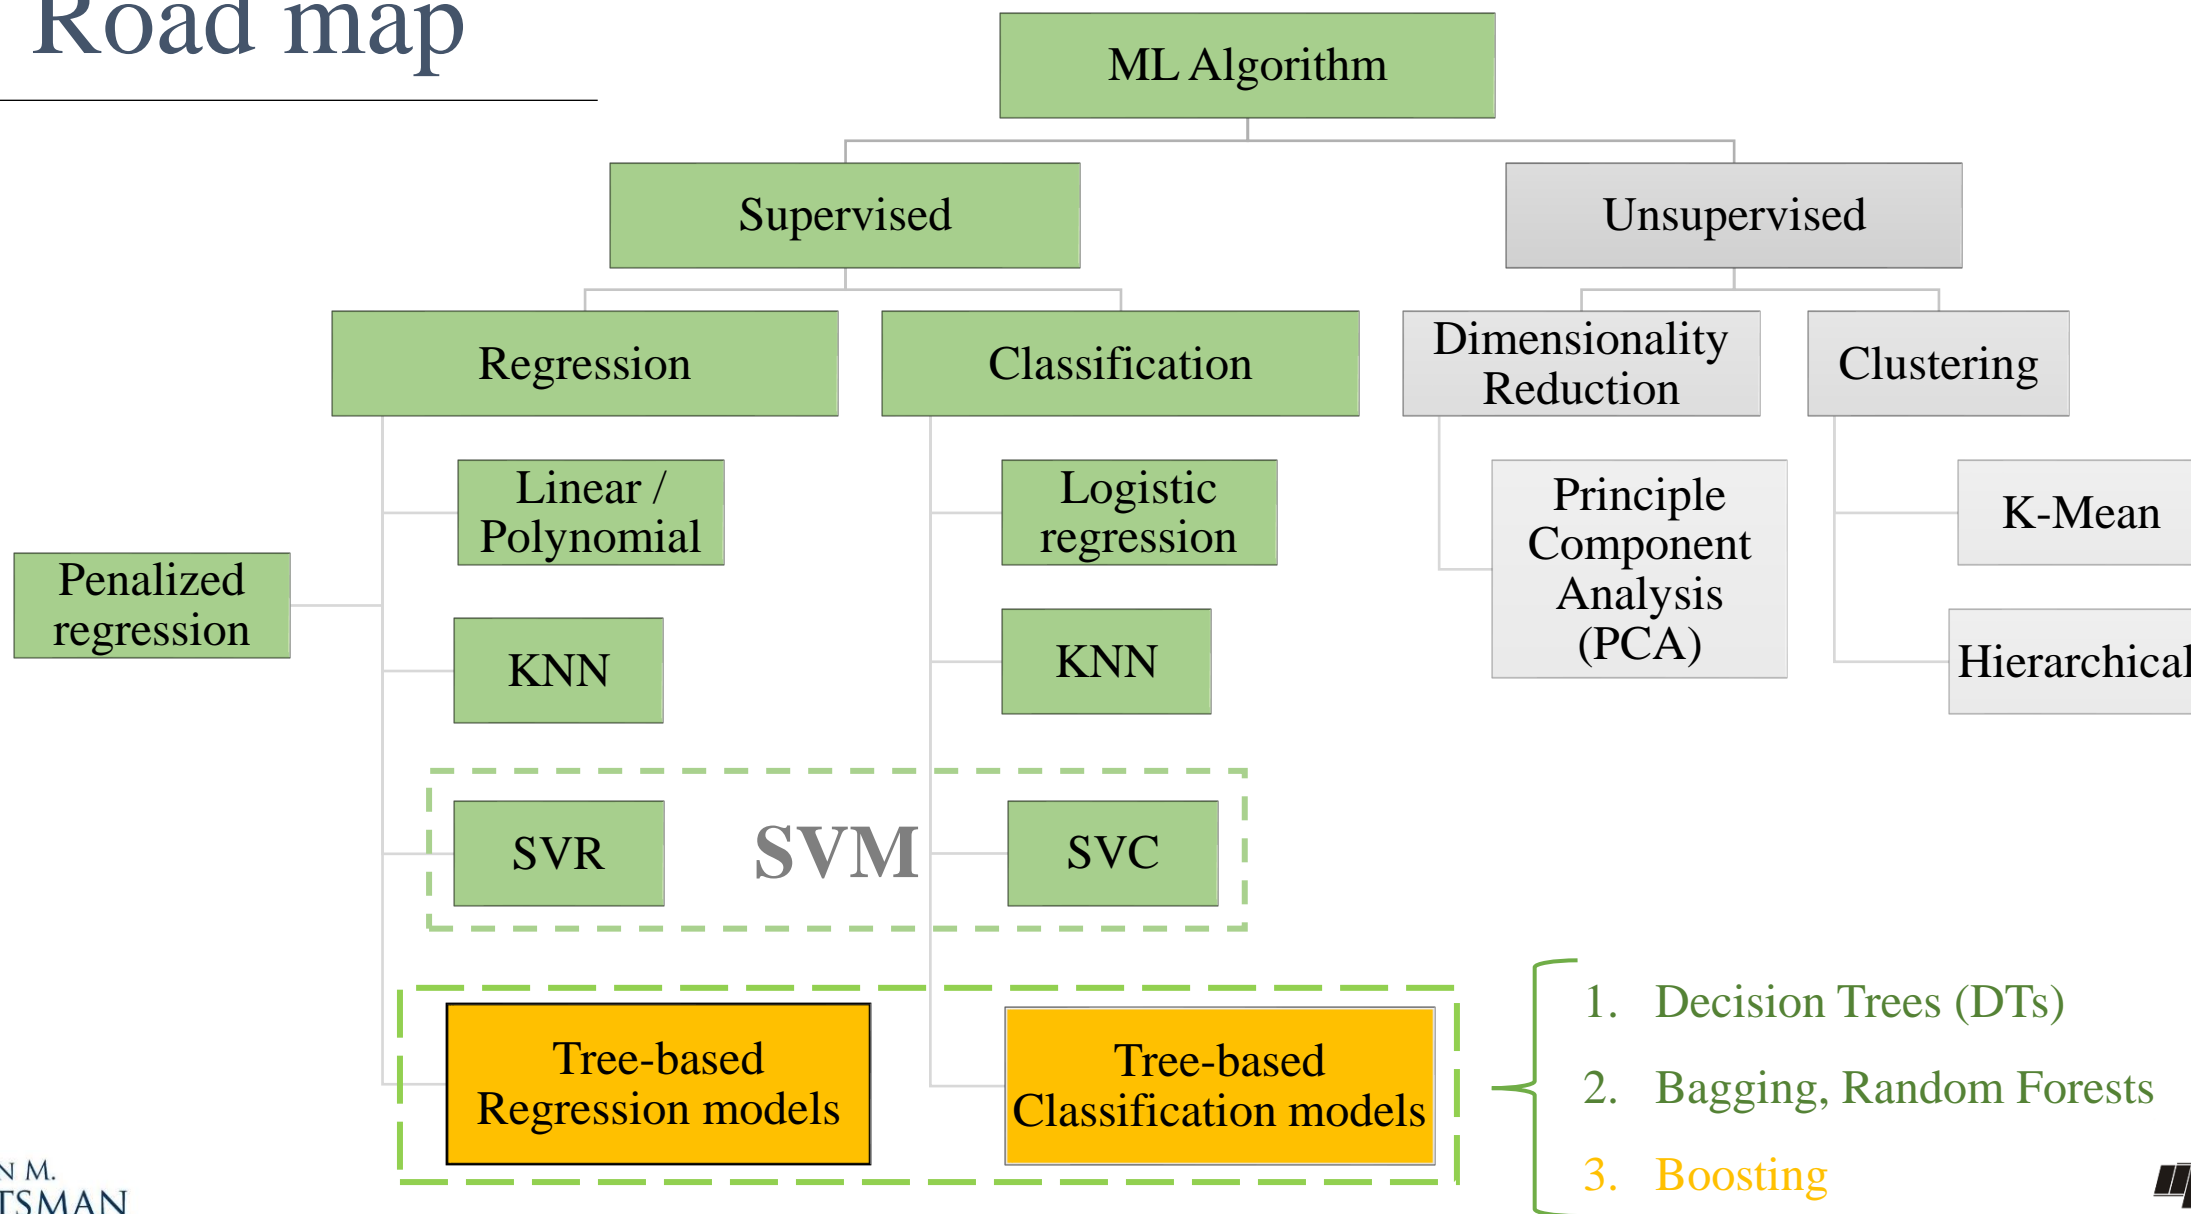 Road map
ML Algorithm
Supervised
Unsupervised
Regression
Classification
Dimensionality
Reduction
Clustering
Linear /
Polynomial
Logistic
regression
Principle
Component
Analysis
(PCA)
K-Mean
Penalized
regression
KNN
KNN
Hierarchical
SVR
SVM
SVC
Tree-based
Regression models
Tree-based
Classification models
1. Decision Trees (DTs)
2. Bagging, Random Forests
3. Boosting
N M.
TSMAN